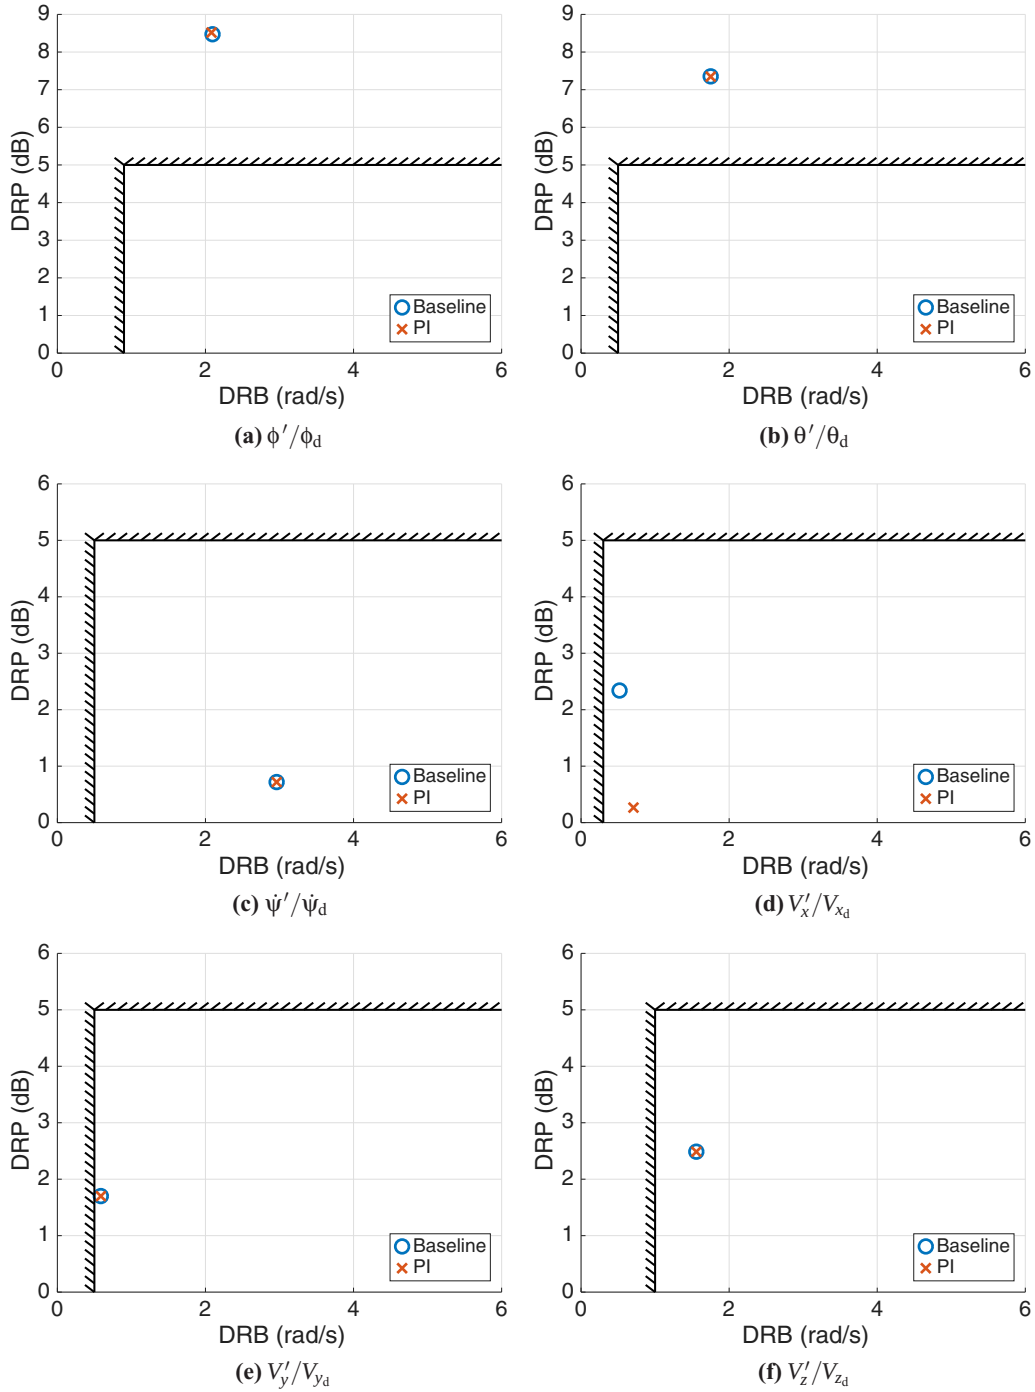 9
8
7
6
5
4
3
2
1
0
DRP (dB)
0 2 4 6
DRB (rad/s)
Baseline
PI
(a) ϕ′/ϕd
9
8
7
6
5
4
3
2
1
0
DRP (dB)
0 2 4 6
DRB (rad/s)
Baseline
PI
(b) θ′/θd
6
5
4
3
2
1
0
DRP (dB)
0 2 4 6
DRB (rad/s)
Baseline
PI
(c) ψ̇′/ψ̇d
6
5
4
3
2
1
0
DRP (dB)
0 2 4 6
DRB (rad/s)
Baseline
PI
(d) V′x/Vxd
6
5
4
3
2
1
0
DRP (dB)
0 2 4 6
DRB (rad/s)
Baseline
PI
(e) V′y/Vyd
6
5
4
3
2
1
0
DRP (dB)
0 2 4 6
DRB (rad/s)
Baseline
PI
(f) V′z/Vzd